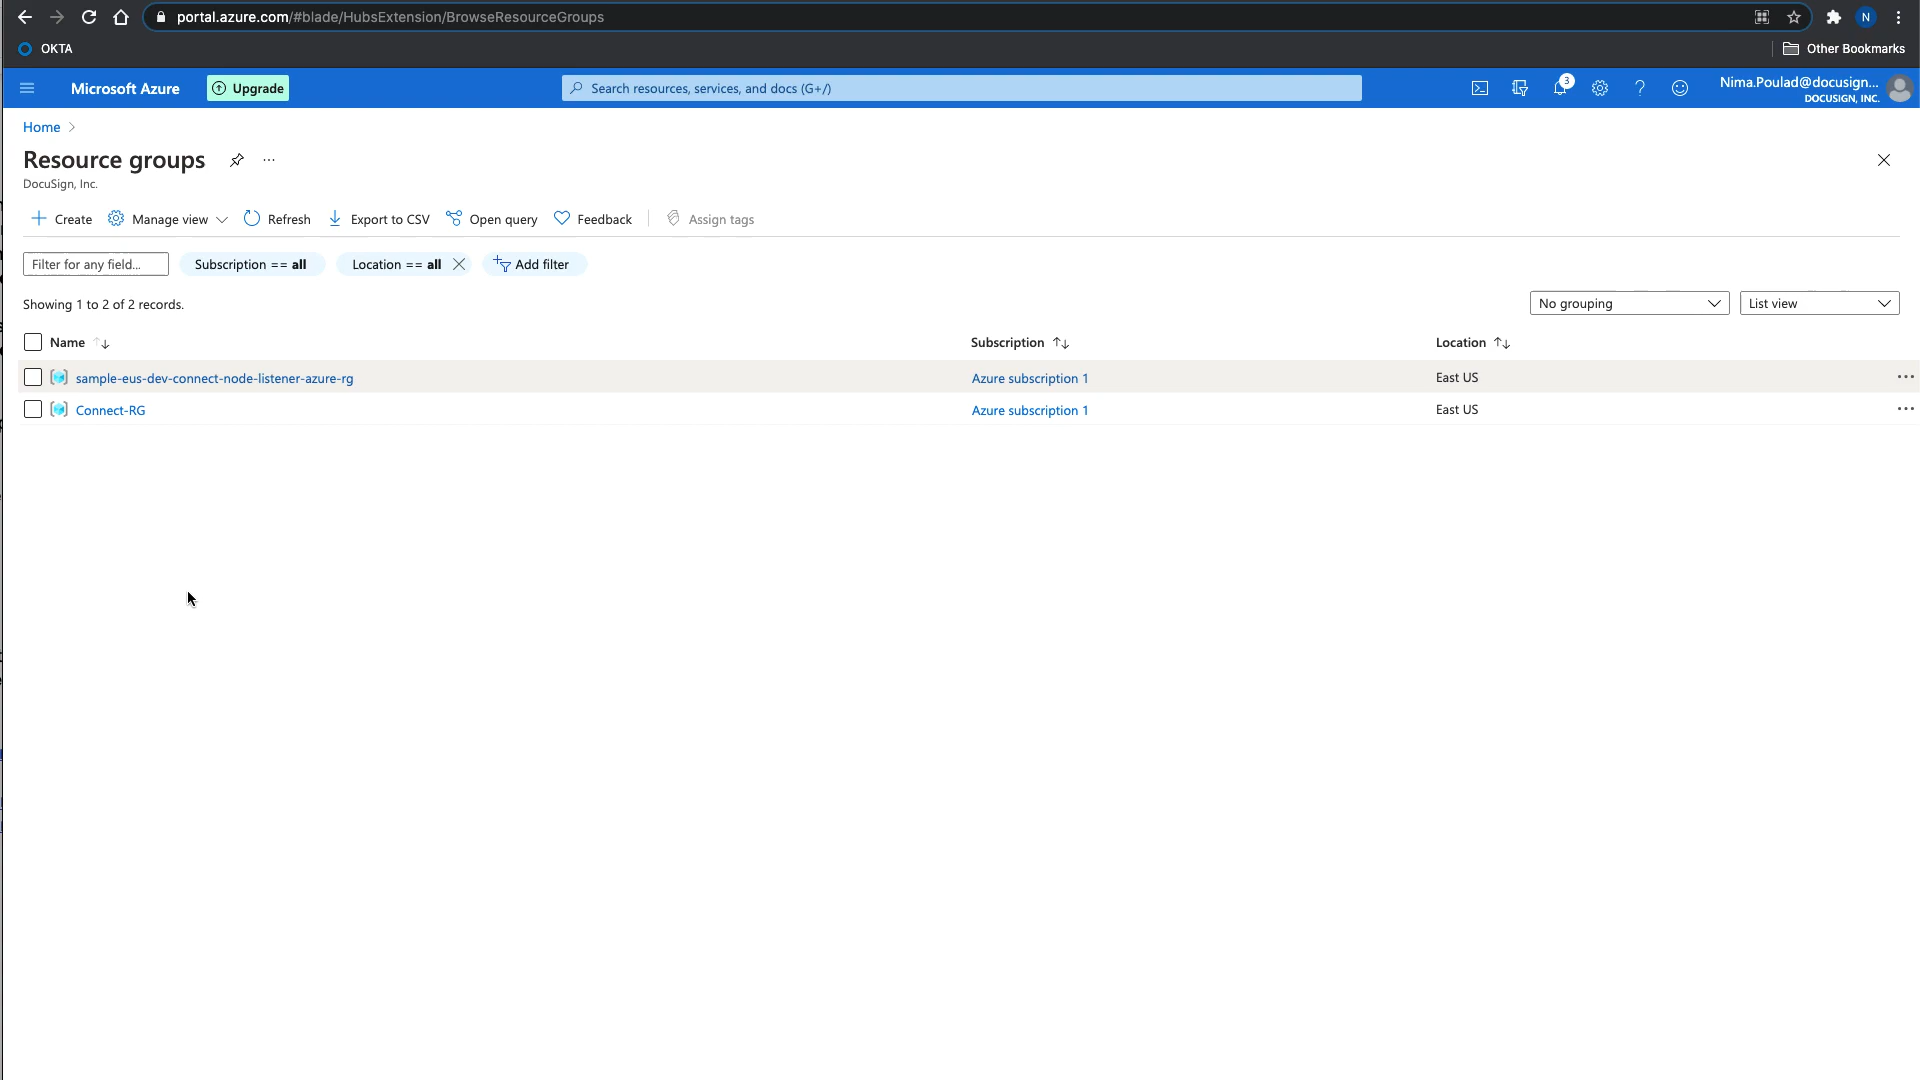 portal.azure.com/#blade/HubsExtension/BrowseResourceGroups
N
OKTA
Other Bookmarks
Microsoft Azure
Upgrade
Search resources, services, and docs (G+/)
3
Nima.Poulad@docusign...
DOCUSIGN, INC.
Home
Resource groups
DocuSign, Inc.
Create
Manage view
Refresh
Export to CSV
Open query
Feedback
Assign tags
Filter for any field...
Subscription == all
Location == all
Add filter
Showing 1 to 2 of 2 records.
No grouping
List view
Name
Subscription
Location
sample-eus-dev-connect-node-listener-azure-rg
Azure subscription 1
East US
Connect-RG
Azure subscription 1
East US